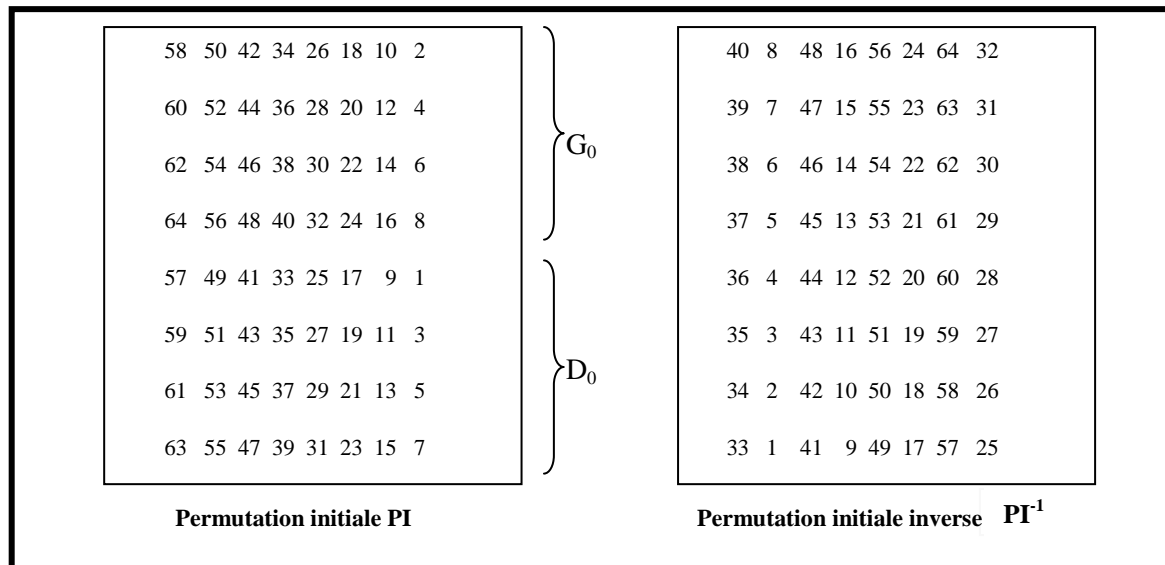 58 50 42 34 26 18 10 2
60 52 44 36 28 20 12 4
62 54 46 38 30 22 14 6
64 56 48 40 32 24 16 8
57 49 41 33 25 17 9 1
59 51 43 35 27 19 11 3
61 53 45 37 29 21 13 5
63 55 47 39 31 23 15 7
G0
D0
Permutation initiale PI
40 8 48 16 56 24 64 32
39 7 47 15 55 23 63 31
38 6 46 14 54 22 62 30
37 5 45 13 53 21 61 29
36 4 44 12 52 20 60 28
35 3 43 11 51 19 59 27
34 2 42 10 50 18 58 26
33 1 41 9 49 17 57 25
Permutation initiale inverse PI-1